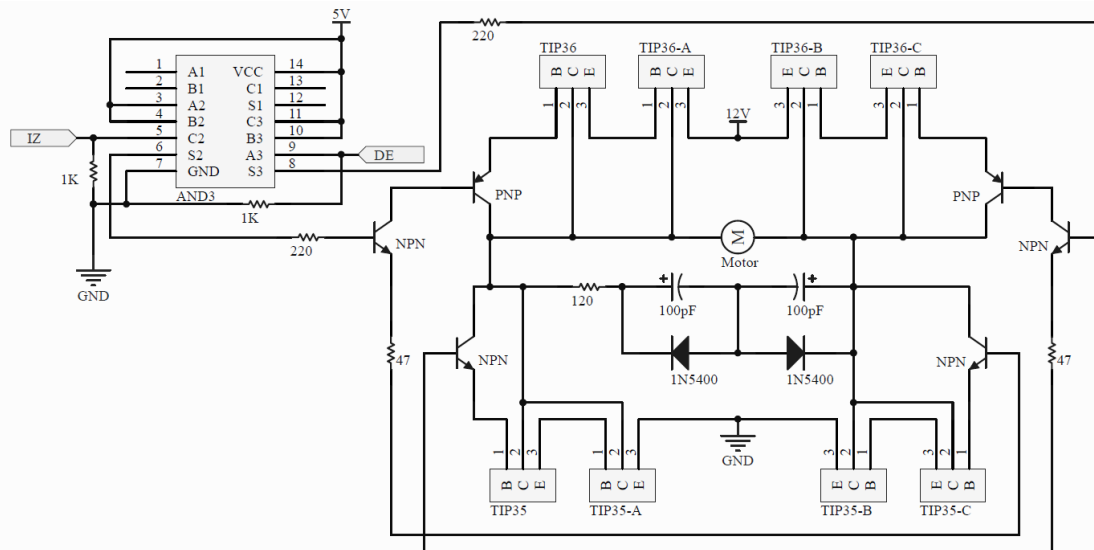 5V
220
TIP36
TIP36-A
TIP36-B
TIP36-C
B C E
B C E
E C B
E C B
1 2 3
1 2 3
3 2 1
3 2 1
12V
1 A1 VCC 14
2 B1 C1 13
3 A2 S1 12
4 B2 C3 11
5 C2 B3 10
6 S2 A3 9
7 GND S3 8
AND3
IZ
DE
1K
1K
220
GND
NPN
PNP
PNP
NPN
M
Motor
120
+
100pF
+
100pF
47
NPN
1N5400
1N5400
NPN
47
GND
1 2 3
1 2 3
3 2 1
3 2 1
B C E
B C E
E C B
E C B
TIP35
TIP35-A
TIP35-B
TIP35-C